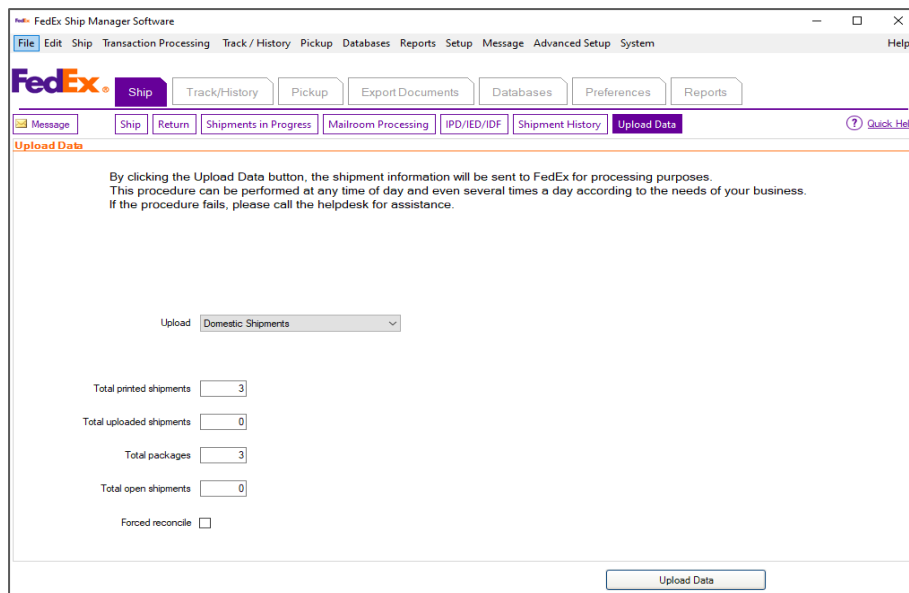 FedEx FedEx Ship Manager Software
File Edit Ship Transaction Processing Track / History Pickup Databases Reports Setup Message Advanced Setup System Help
FedEx® Ship Track/History Pickup Export Documents Databases Preferences Reports
Message Ship Return Shipments in Progress Mailroom Processing IPD/IED/IDF Shipment History Upload Data ? Quick Hel
Upload Data
By clicking the Upload Data button, the shipment information will be sent to FedEx for processing purposes.
This procedure can be performed at any time of day and even several times a day according to the needs of your business.
If the procedure fails, please call the helpdesk for assistance.
Upload Domestic Shipments
Total printed shipments 3
Total uploaded shipments 0
Total packages 3
Total open shipments 0
Forced reconcile
Upload Data